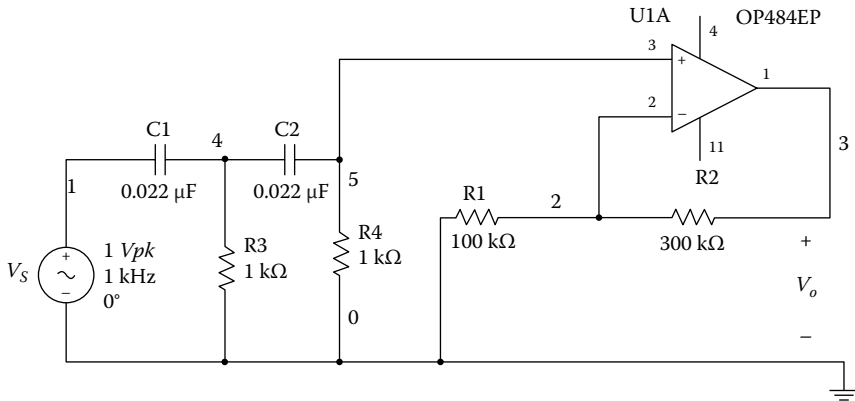 U1A
OP484EP
4
3
+
1
2
−
11
3
C1
4
C2
0.022 µF
0.022 µF
1
5
R2
R1
2
100 kΩ
300 kΩ
R3
1 kΩ
R4
1 kΩ
+
VS
+
−
1 Vpk
1 kHz
0°
0
Vo
−